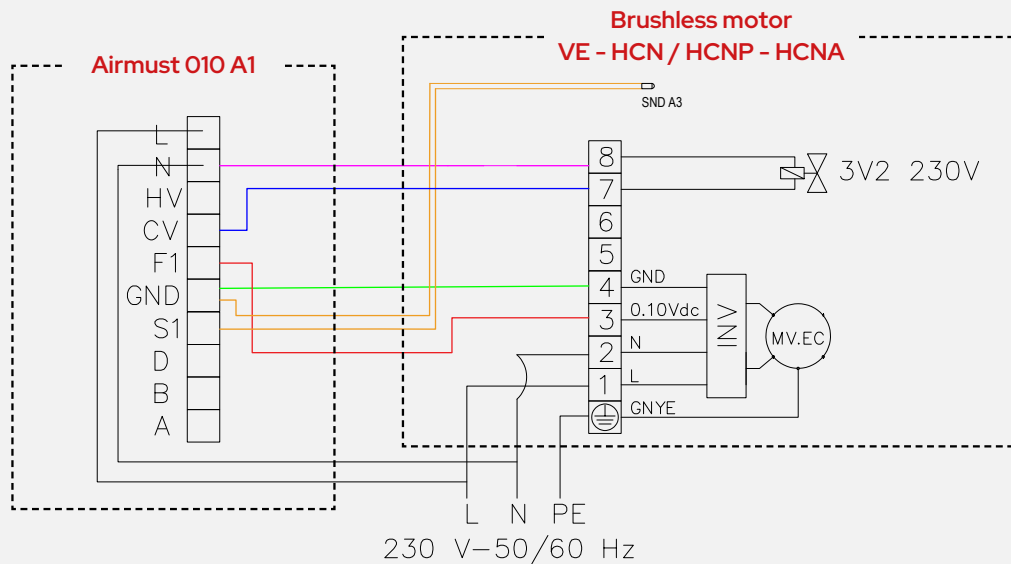 Brushless motor
VE - HCN / HCNP - HCNA
Airmust 010 A1
SND A3
L
N
HV
CV
F1
GND
S1
D
B
A
8
7
6
5
4
3
2
1
3V2 230V
GND
0.10Vdc
N
L
GNYE
INV
MV.EC
L N PE
230 V-50/60 Hz